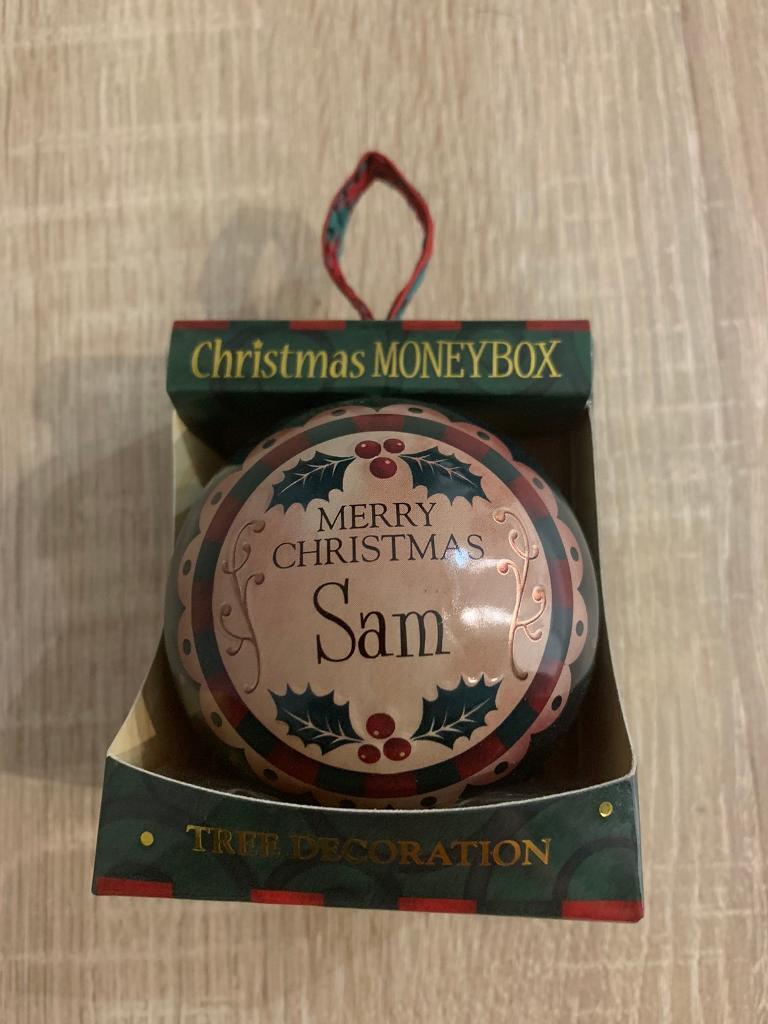 Christmas MONEYBOX
MERRY
CHRISTMAS
Sam
TREE DECORATION